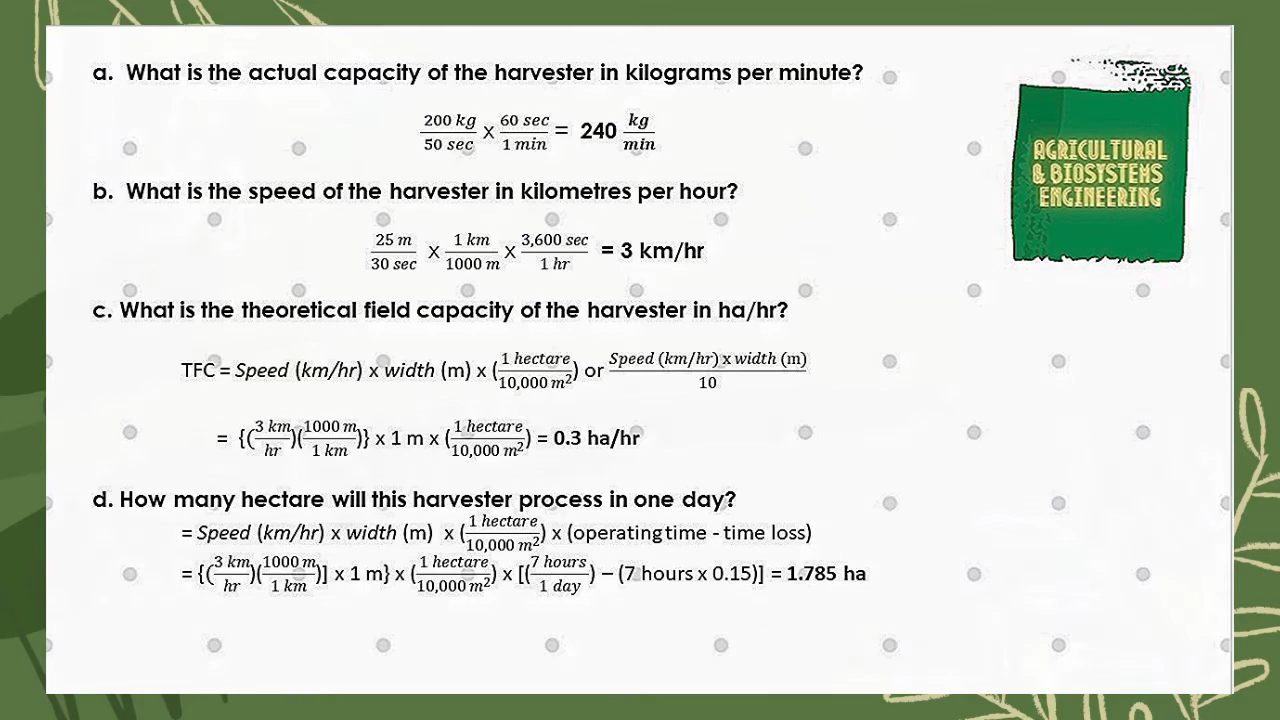 a. What is the actual capacity of the harvester in kilograms per minute?
200 kg / 50 sec x 60 sec / 1 min = 240 kg / min
b. What is the speed of the harvester in kilometres per hour?
25 m / 30 sec x 1 km / 1000 m x 3,600 sec / 1 hr = 3 km/hr
c. What is the theoretical field capacity of the harvester in ha/hr?
TFC = Speed (km/hr) x width (m) x (1 hectare / 10,000 m²) or Speed (km/hr) x width (m) / 10
= {(3 km / hr)(1000 m / 1 km)} x 1 m x (1 hectare / 10,000 m²) = 0.3 ha/hr
d. How many hectare will this harvester process in one day?
= Speed (km/hr) x width (m) x (1 hectare / 10,000 m²) x (operating time - time loss)
= {(3 km / hr)(1000 m / 1 km)] x 1 m} x (1 hectare / 10,000 m²) x [(7 hours / 1 day) – (7 hours x 0.15)] = 1.785 ha
AGRICULTURAL
& BIOSYSTEMS
ENGINEERING